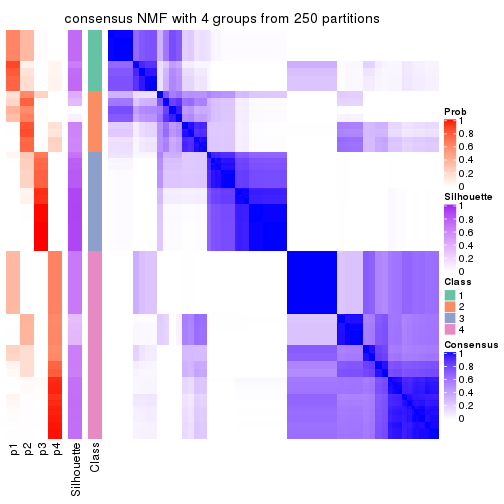 consensus NMF with 4 groups from 250 partitions
Prob
1
0.8
0.6
0.4
0.2
0
Silhouette
1
0.8
0.6
0.4
0.2
0
Class
1
2
3
4
Consensus
1
0.8
0.6
0.4
0.2
0
p1
p2
p3
p4
Silhouette
Class